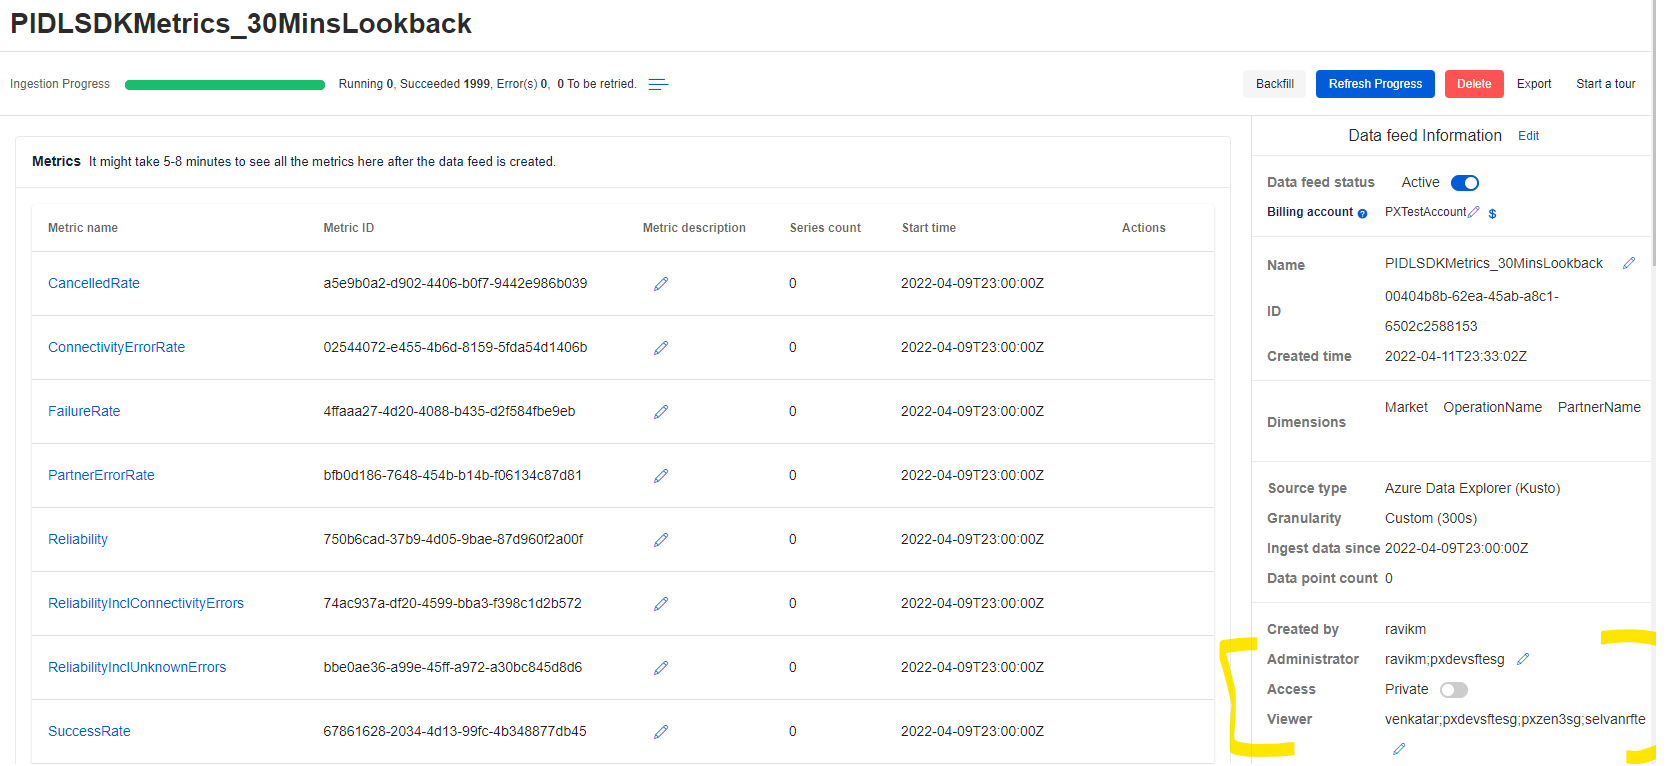 PIDLSDKMetrics_30MinsLookback
Ingestion Progress Running 0, Succeeded 1999, Error(s) 0, 0 To be retried. Backfill Refresh Progress Delete Export Start a tour
Data feed Information Edit
Metrics It might take 5-8 minutes to see all the metrics here after the data feed is created.
Metric name Metric ID Metric description Series count Start time Actions
CancelledRate a5e9b0a2-d902-4406-b0f7-9442e986b039 0 2022-04-09T23:00:00Z
ConnectivityErrorRate 02544072-e455-4b6d-8159-5fda54d1406b 0 2022-04-09T23:00:00Z
FailureRate 4ffaaa27-4d20-4088-b435-d2f584fbe9eb 0 2022-04-09T23:00:00Z
PartnerErrorRate bfb0d186-7648-454b-b14b-f06134c87d81 0 2022-04-09T23:00:00Z
Reliability 750b6cad-37b9-4d05-9bae-87d960f2a00f 0 2022-04-09T23:00:00Z
ReliabilityInclConnectivityErrors 74ac937a-df20-4599-bba3-f398c1d2b572 0 2022-04-09T23:00:00Z
ReliabilityInclUnknownErrors bbe0ae36-a99e-45ff-a972-a30bc845d8d6 0 2022-04-09T23:00:00Z
SuccessRate 67861628-2034-4d13-99fc-4b348877db45 0 2022-04-09T23:00:00Z
Data feed status Active
Billing account ? PXTestAccount $
Name PIDLSDKMetrics_30MinsLookback
ID 00404b8b-62ea-45ab-a8c1-
6502c2588153
Created time 2022-04-11T23:33:02Z
Dimensions Market OperationName PartnerName
Source type Azure Data Explorer (Kusto)
Granularity Custom (300s)
Ingest data since 2022-04-09T23:00:00Z
Data point count 0
Created by ravikm
Administrator ravikm;pxdevsftesg
Access Private
Viewer venkatar;pxdevsftesg;pxzen3sg;selvanrfte